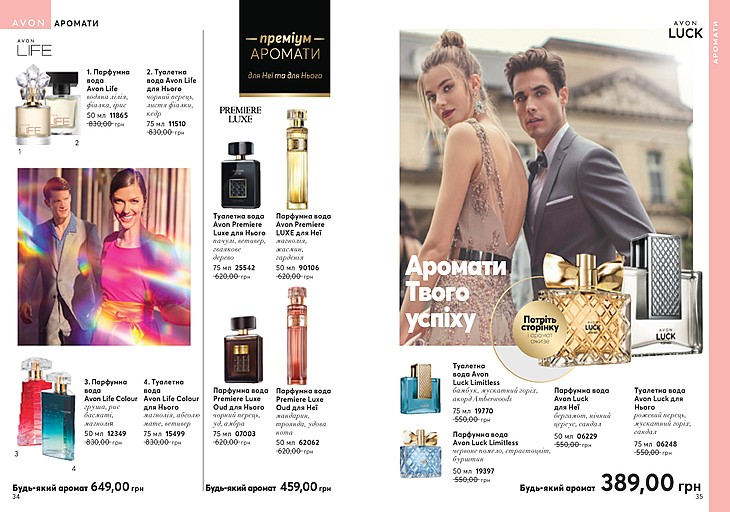 AVON АРОМАТИ
AVON
LIFE
1. Парфумна
вода
Avon Life
водяна лілія,
фіалка, ірис
50 мл 11865
830,00 грн
2. Туалетна
вода Avon Life
для Нього
чорний перець,
листя фіалки,
кедр
75 мл 11510
830,00 грн
1
2
3. Парфумна
вода
Avon Life Colour
груша, рис
басматі,
магнолія
50 мл 12349
830,00 грн
4. Туалетна
вода
Avon Life Colour
для Нього
магнолія, абсолю
мате, ветивер
75 мл 15499
830,00 грн
3
4
Будь-який аромат 649,00 грн
34
преміум
АРОМАТИ
для Неї та для Нього
PREMIERE
LUXE
Туалетна вода
Avon Premiere
Luxe для Нього
пачулі, ветивер,
гваякове
дерево
75 мл 25542
620,00 грн
Парфумна вода
Avon Premiere
LUXE для Неї
магнолія,
жасмин,
гарденія
50 мл 90106
620,00 грн
Парфумна вода
Premiere Luxe
Oud для Нього
чорний перець,
уд, амбра
75 мл 07003
620,00 грн
Парфумна вода
Avon Premiere
Luxe Oud для Неї
мандарин,
троянда, удова
нота
50 мл 62062
620,00 грн
Будь-який аромат 459,00 грн
AVON
LUCK
АРОМАТИ
Аромати
Твого
успіху
Потріть
сторінку
і аромат
оживе
AVON
LUCK
AVON
LUCK
Туалетна
вода Avon
Luck Limitless
бамбук, мускатний горіх,
акорд Amberwoods
75 мл 19770
550,00 грн
Парфумна вода
Avon Luck Limitless
червоне помело, страстоцвіт,
бурштин
50 мл 19397
550,00 грн
Парфумна вода
Avon Luck
для Неї
бергамот, нічний
цереус, сандал
50 мл 06229
550,00 грн
Туалетна вода
Avon Luck для
Нього
рожевий перець,
мускатний горіх,
сандал
75 мл 06248
550,00 грн
Будь-який аромат 389,00 грн
35